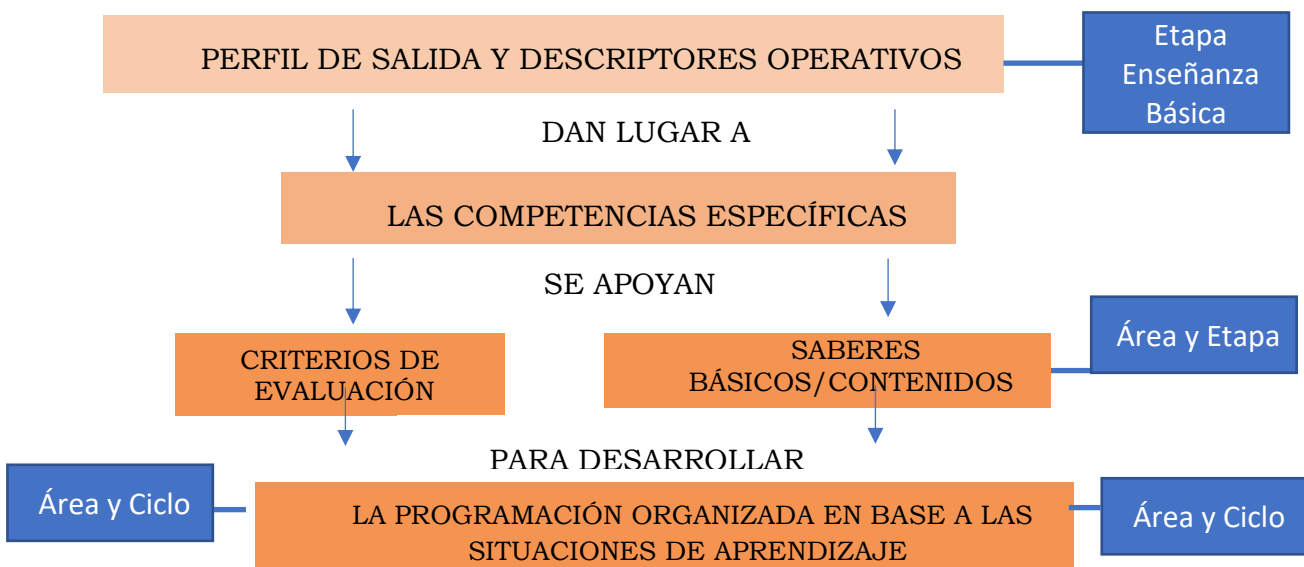 PERFIL DE SALIDA Y DESCRIPTORES OPERATIVOS
Etapa
Enseñanza
Básica
DAN LUGAR A
LAS COMPETENCIAS ESPECÍFICAS
SE APOYAN
CRITERIOS DE
EVALUACIÓN
SABERES
BÁSICOS/CONTENIDOS
Área y Etapa
PARA DESARROLLAR
Área y Ciclo
LA PROGRAMACIÓN ORGANIZADA EN BASE A LAS
SITUACIONES DE APRENDIZAJE
Área y Ciclo